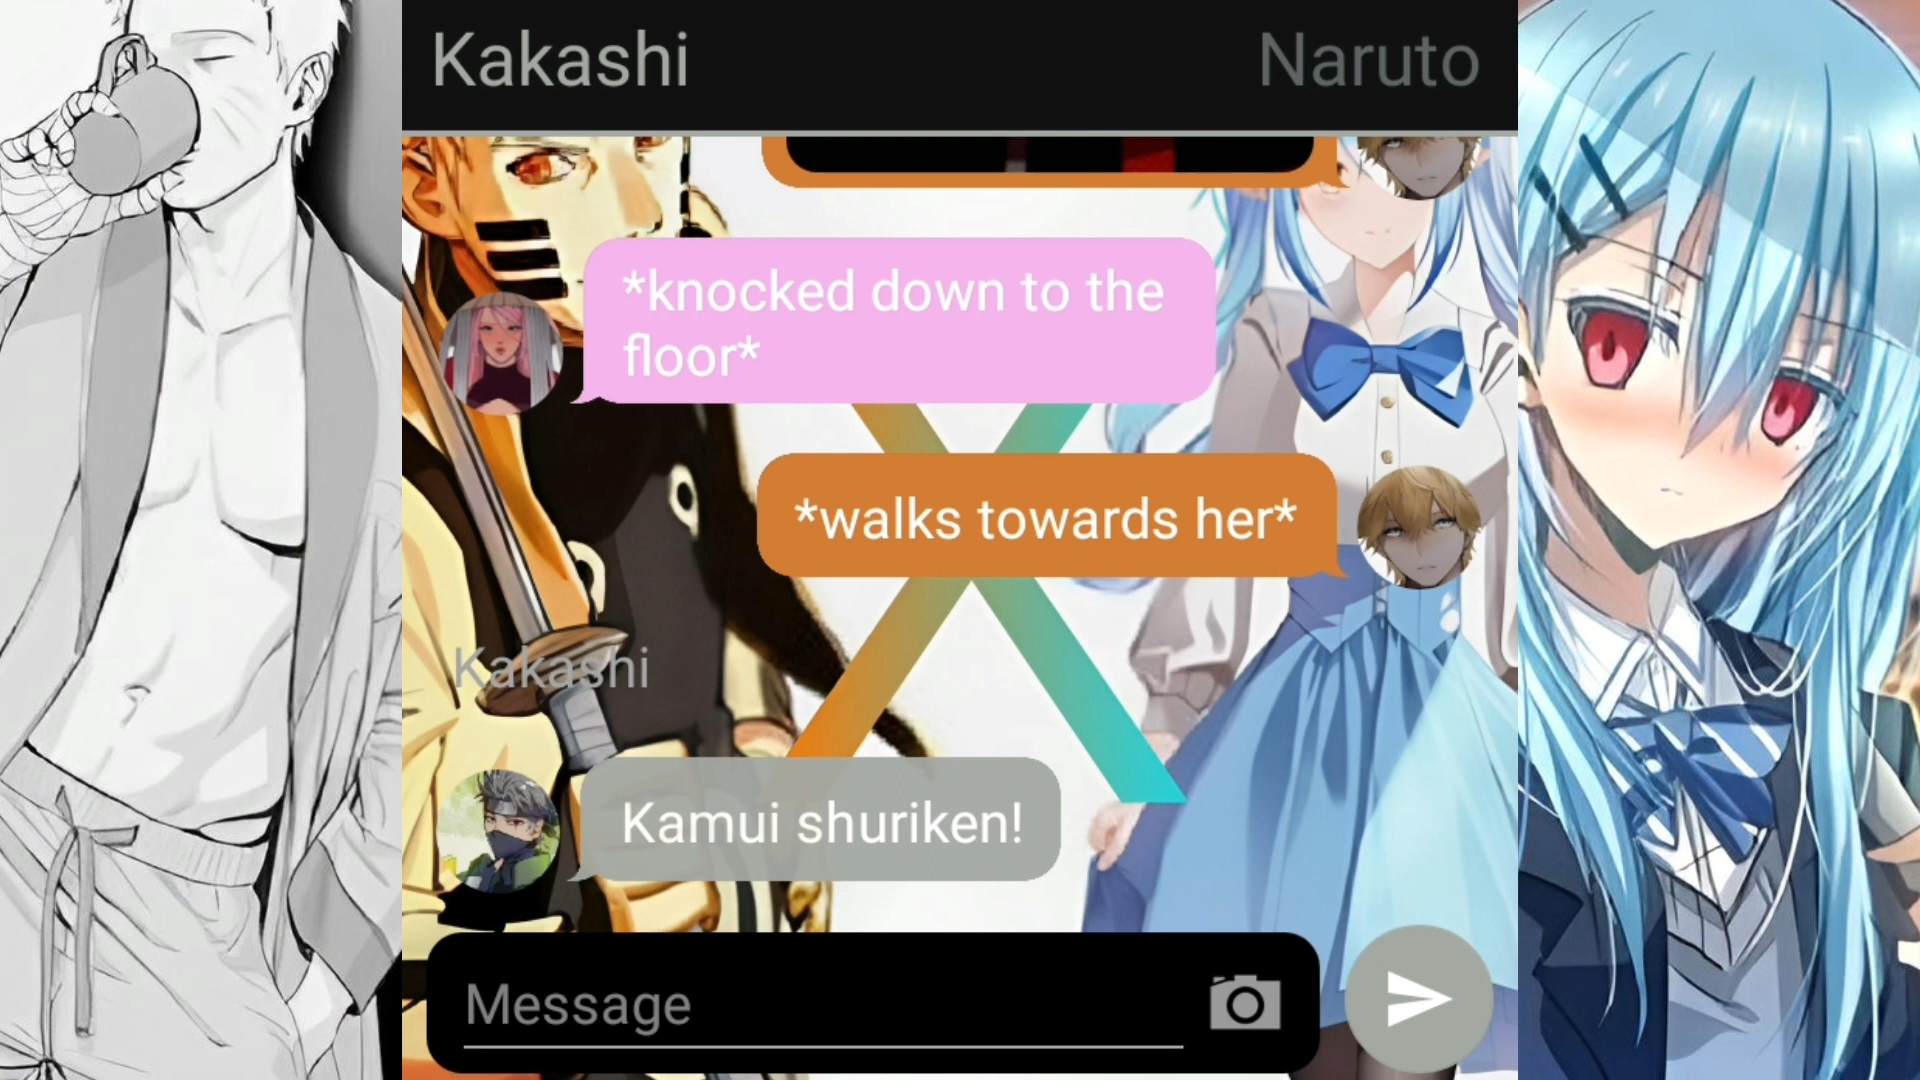 Kakashi
Naruto
*knocked down to the
floor*
*walks towards her*
Kakashi
Kamui shuriken!
Message